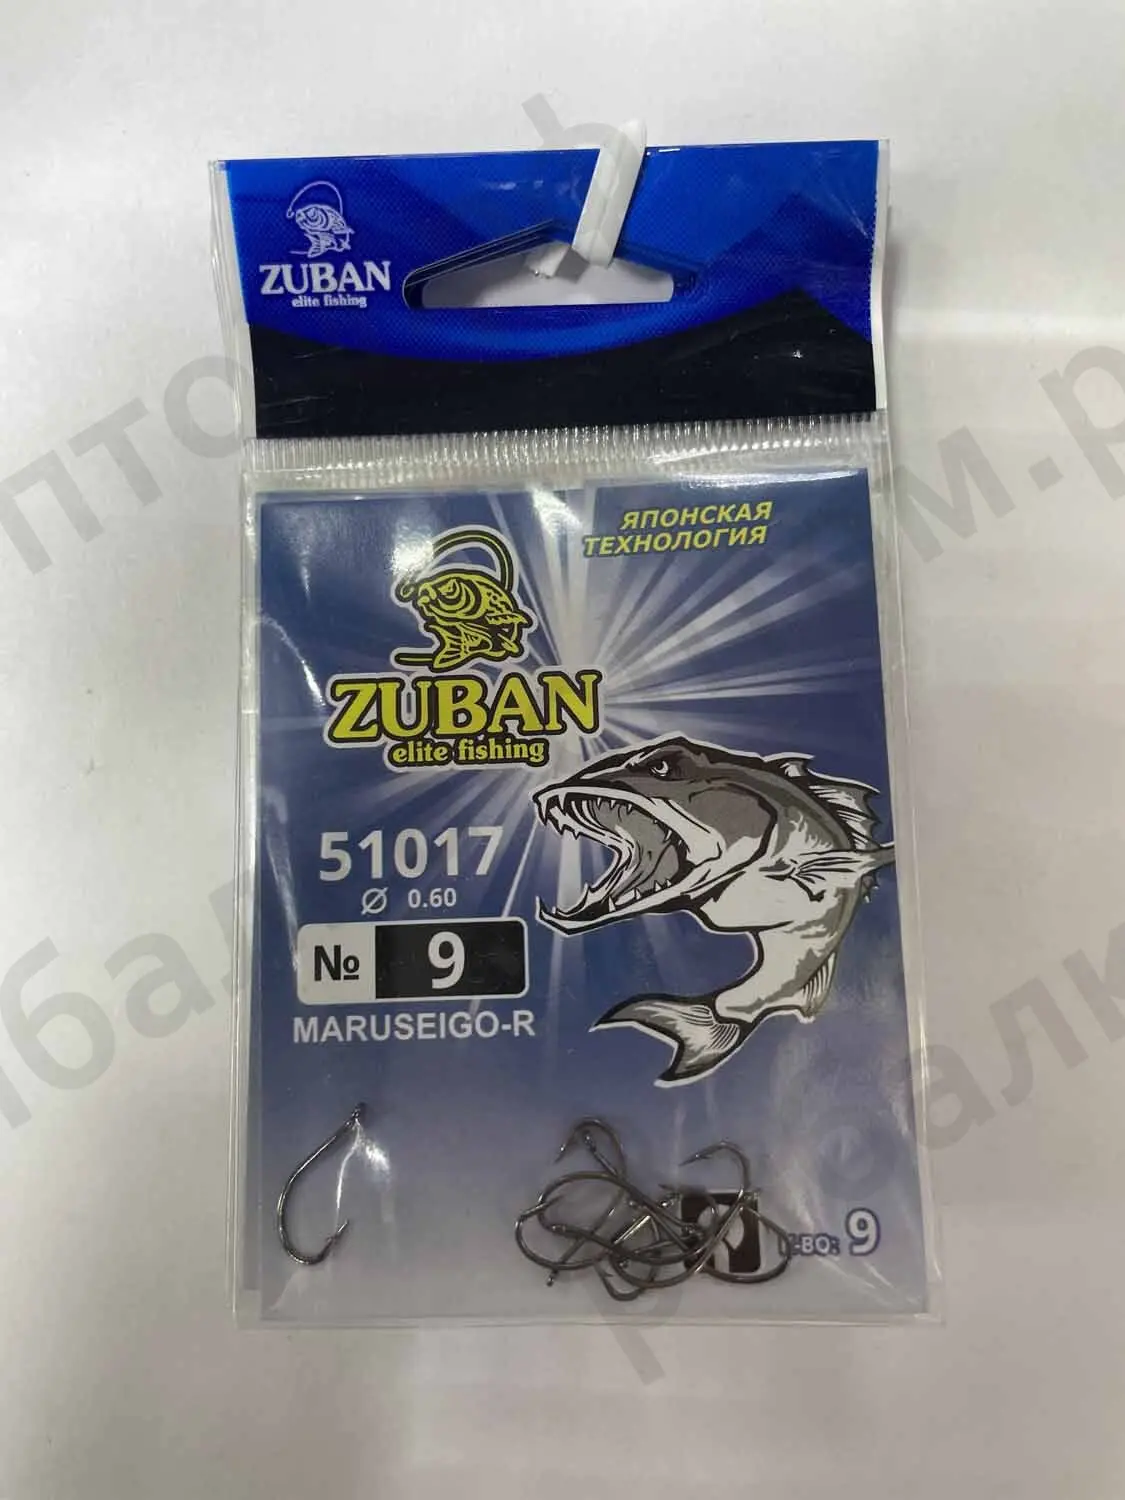 ZUBAN
elite fishing
ЯПОНСКАЯ
ТЕХНОЛОГИЯ
ZUBAN
elite fishing
51017
Ø 0.60
№ 9
MARUSEIGO-R
9